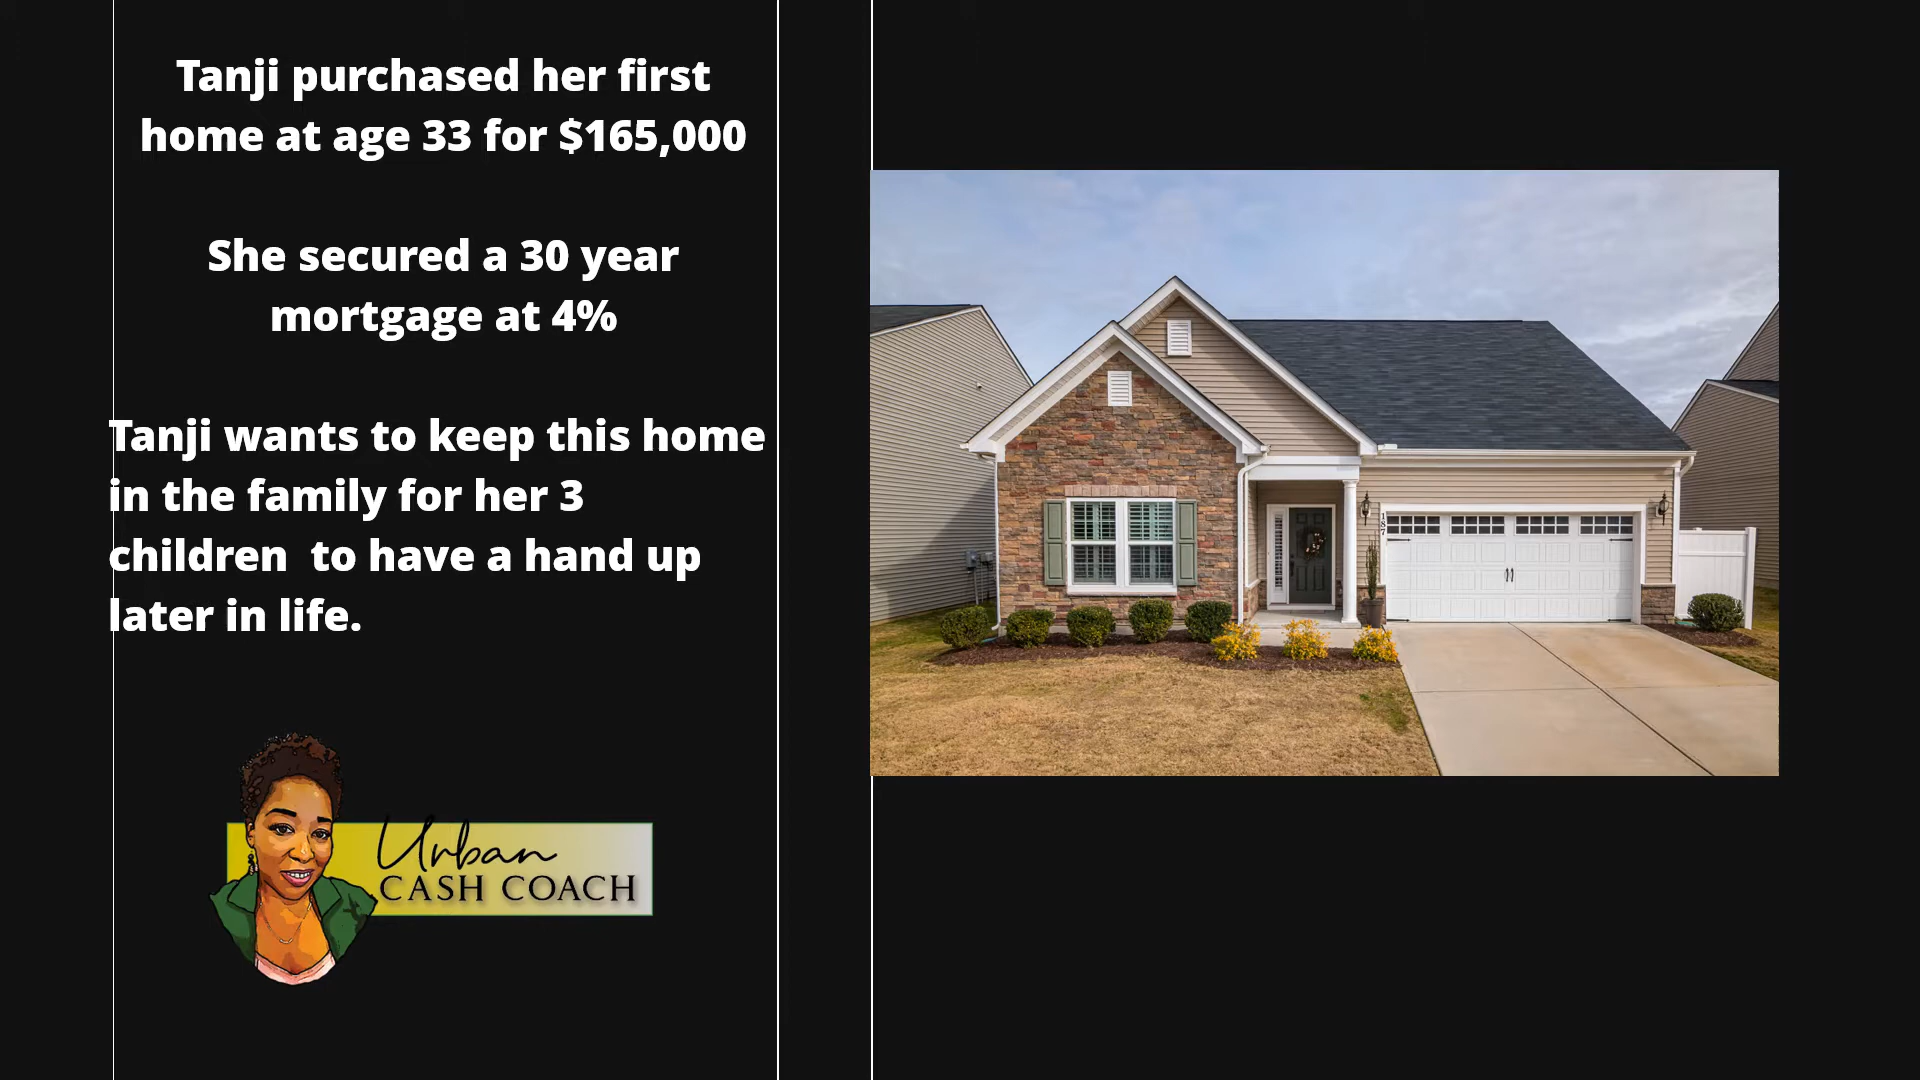 Tanji purchased her first
home at age 33 for $165,000
She secured a 30 year
mortgage at 4%
Tanji wants to keep this home
in the family for her 3
children  to have a hand up
later in life.
Urban
CASH COACH
187